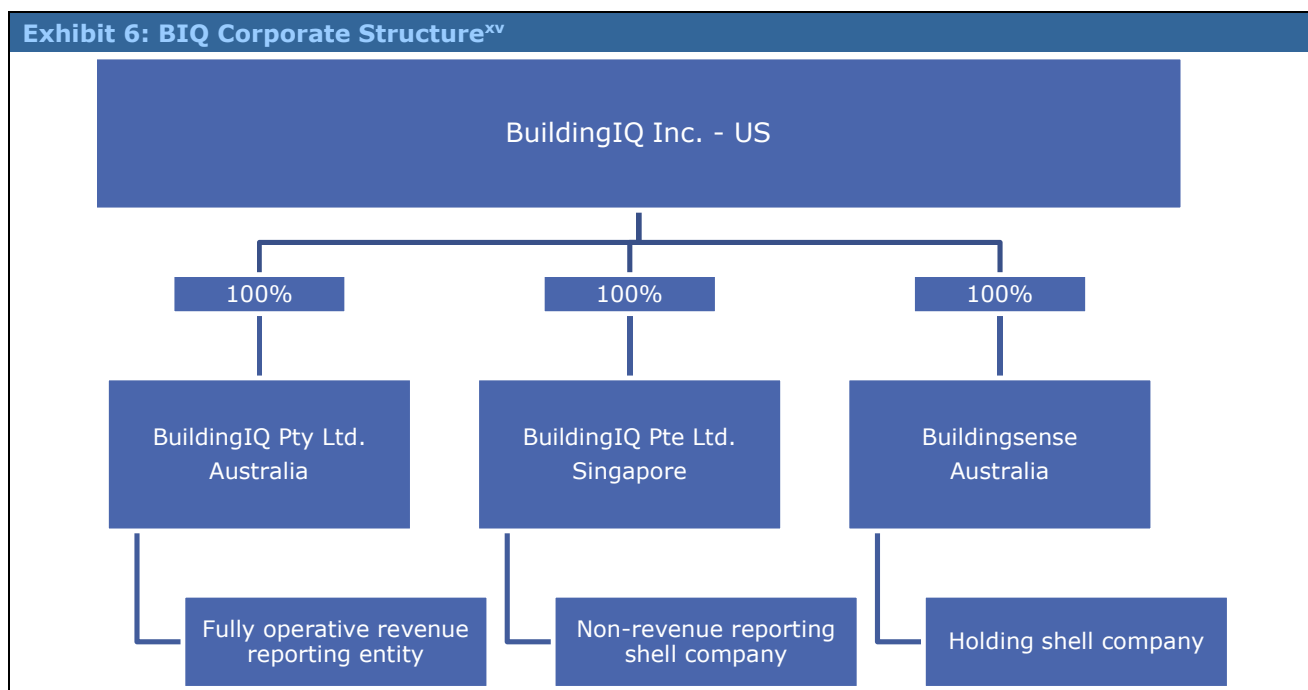 Exhibit 6: BIQ Corporate Structurexv
BuildingIQ Inc. - US
100%
100%
100%
BuildingIQ Pty Ltd.
Australia
BuildingIQ Pte Ltd.
Singapore
Buildingsense
Australia
Fully operative revenue
reporting entity
Non-revenue reporting
shell company
Holding shell company